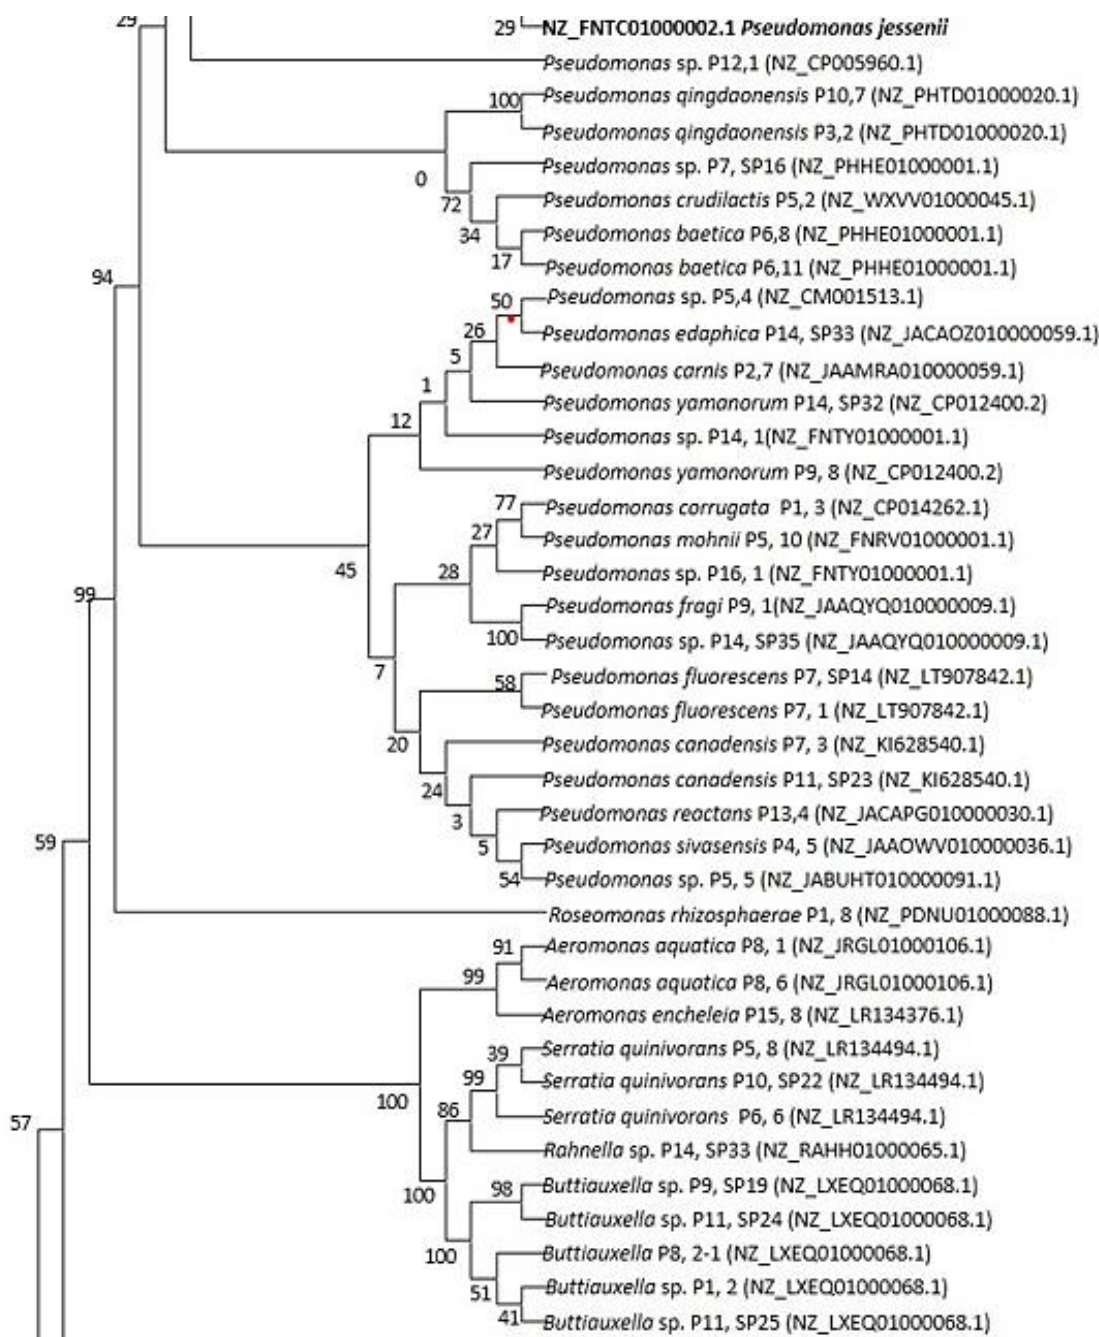 29
29 NZ_FNTC01000002.1 Pseudomonas jessenii
Pseudomonas sp. P12,1 (NZ_CP005960.1)
100 Pseudomonas qingdaonensis P10,7 (NZ_PHTD01000020.1)
Pseudomonas qingdaonensis P3,2 (NZ_PHTD01000020.1)
0
Pseudomonas sp. P7, SP16 (NZ_PHHE01000001.1)
72 Pseudomonas crudilactis P5,2 (NZ_WXVV01000045.1)
34 Pseudomonas baetica P6,8 (NZ_PHHE01000001.1)
17 Pseudomonas baetica P6,11 (NZ_PHHE01000001.1)
94
50 Pseudomonas sp. P5,4 (NZ_CM001513.1)
26 Pseudomonas edaphica P14, SP33 (NZ_JACAOZ010000059.1)
5 Pseudomonas carnis P2,7 (NZ_JAAMRA010000059.1)
1 Pseudomonas yamanorum P14, SP32 (NZ_CP012400.2)
12 Pseudomonas sp. P14, 1(NZ_FNTY01000001.1)
Pseudomonas yamonorum P9, 8 (NZ_CP012400.2)
77 Pseudomonas corrugata P1, 3 (NZ_CP014262.1)
27 Pseudomonas mohnii P5, 10 (NZ_FNRV01000001.1)
45 28 Pseudomonas sp. P16, 1 (NZ_FNTY01000001.1)
99
Pseudomonas fragi P9, 1(NZ_JAAQYQ010000009.1)
100 Pseudomonas sp. P14, SP35 (NZ_JAAQYQ010000009.1)
7
58 Pseudomonas fluorescens P7, SP14 (NZ_LT907842.1)
Pseudomonas fluorescens P7, 1 (NZ_LT907842.1)
20 Pseudomonas canadensis P7, 3 (NZ_KI628540.1)
Pseudomonas canadensis P11, SP23 (NZ_KI628540.1)
24
3 Pseudomonas reactans P13,4 (NZ_JACAPG010000030.1)
59 5 Pseudomonas sivasensis P4, 5 (NZ_JAAOWV010000036.1)
54 Pseudomonas sp. P5, 5 (NZ_JABUHT010000091.1)
Roseomonas rhizosphaerae P1, 8 (NZ_PDNU01000088.1)
91 Aeromonas aquatica P8, 1 (NZ_JRGL01000106.1)
99 Aeromonas aquatica P8, 6 (NZ_JRGL01000106.1)
Aeromonas encheleia P15, 8 (NZ_LR134376.1)
39 Serratia quinivorans P5, 8 (NZ_LR134494.1)
99 Serratia quinivorans P10, SP22 (NZ_LR134494.1)
100
57 86 Serratia quinivorans P6, 6 (NZ_LR134494.1)
Rahnella sp. P14, SP33 (NZ_RAHH01000065.1)
100 98 Buttiauxella sp. P9, SP19 (NZ_LXEQ01000068.1)
Buttiauxella sp. P11, SP24 (NZ_LXEQ01000068.1)
100 Buttiauxella P8, 2-1 (NZ_LXEQ01000068.1)
51 Buttiauxella sp. P1, 2 (NZ_LXEQ01000068.1)
41 Buttiauxella sp. P11, SP25 (NZ_LXEQ01000068.1)